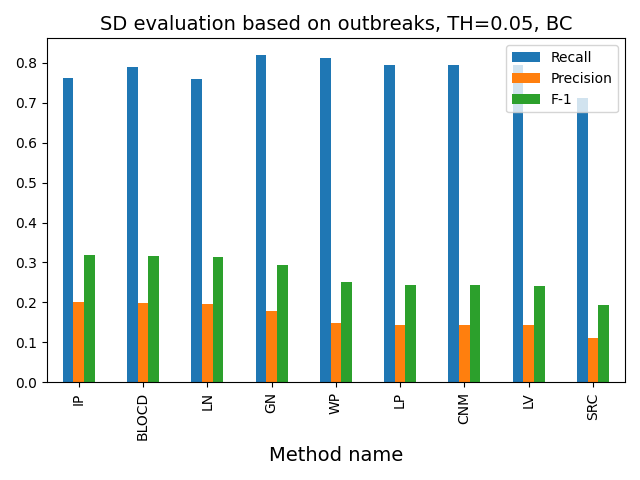 SD evaluation based on outbreaks, TH=0.05, BC
Recall
Precision
F-1
0.8
0.7
0.6
0.5
0.4
0.3
0.2
0.1
0.0
IP
BLOCD
LN
GN
WP
LP
CNM
LV
SRC
Method name